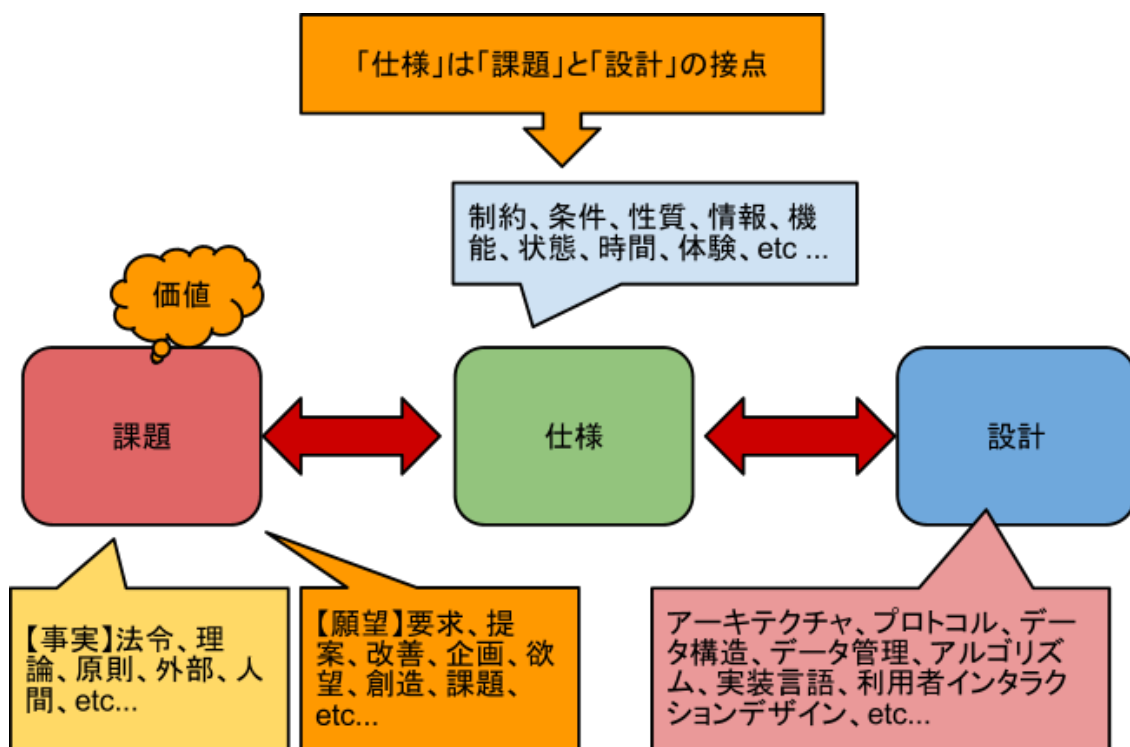 「仕様」は「課題」と「設計」の接点
制約、条件、性質、情報、機
能、状態、時間、体験、etc ...
価値
課題
仕様
設計
【事実】法令、理
論、原則、外部、人
間、etc...
【願望】要求、提
案、改善、企画、欲
望、創造、課題、
etc...
アーキテクチャ、プロトコル、デー
タ構造、データ管理、アルゴリズ
ム、実装言語、利用者インタラク
ションデザイン、etc...